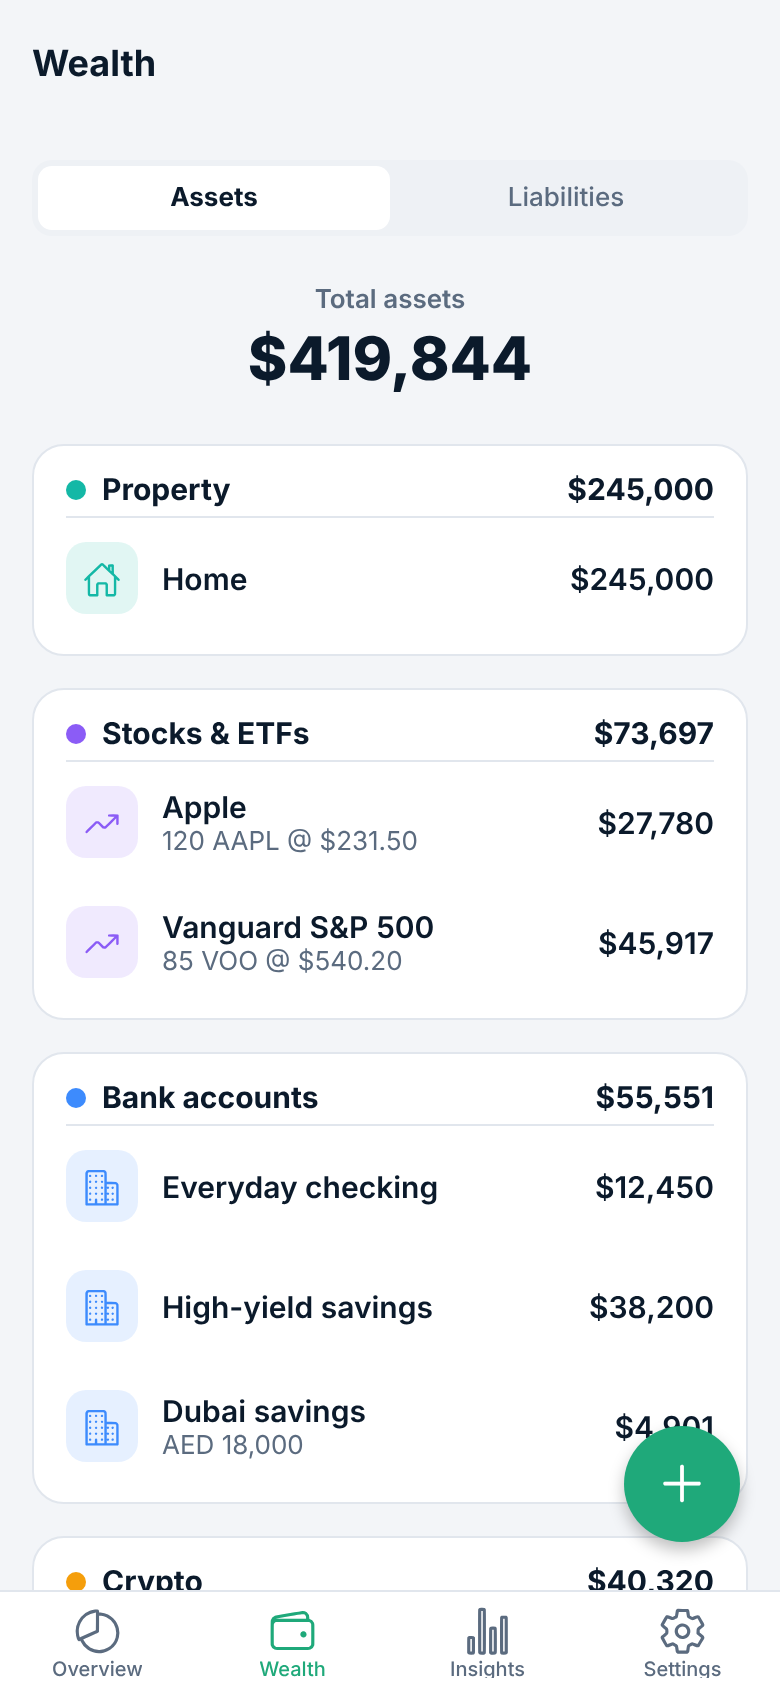 Wealth
Assets
Liabilities
Total assets
$419,844
Property
$245,000
Home
$245,000
Stocks & ETFs
$73,697
Apple
120 AAPL @ $231.50
$27,780
Vanguard S&P 500
85 VOO @ $540.20
$45,917
Bank accounts
$55,551
Everyday checking
$12,450
High-yield savings
$38,200
Dubai savings
AED 18,000
$4,901
Crypto
$40,320
Overview
Wealth
Insights
Settings